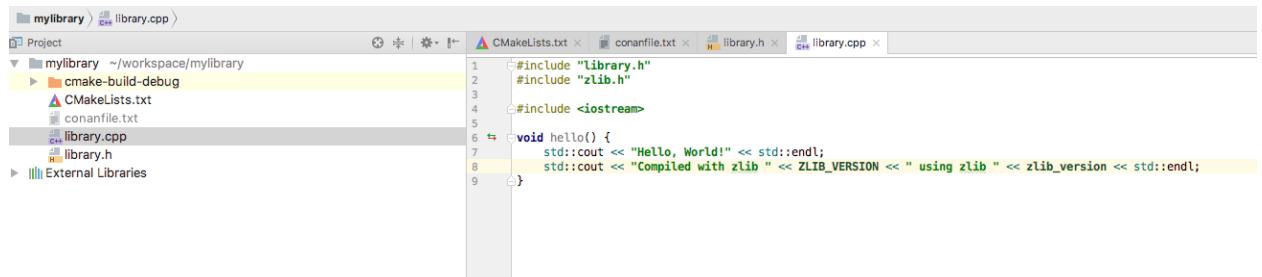 mylibrary library.cpp
Project
CMakeLists.txt conanfile.txt library.h library.cpp
mylibrary ~/workspace/mylibrary
cmake-build-debug
CMakeLists.txt
conanfile.txt
library.cpp
library.h
External Libraries
1 #include "library.h"
2 #include "zlib.h"
3
4 #include <iostream>
5
6 void hello() {
7 std::cout << "Hello, World!" << std::endl;
8 std::cout << "Compiled with zlib " << ZLIB_VERSION << " using zlib " << zlib_version << std::endl;
9 }